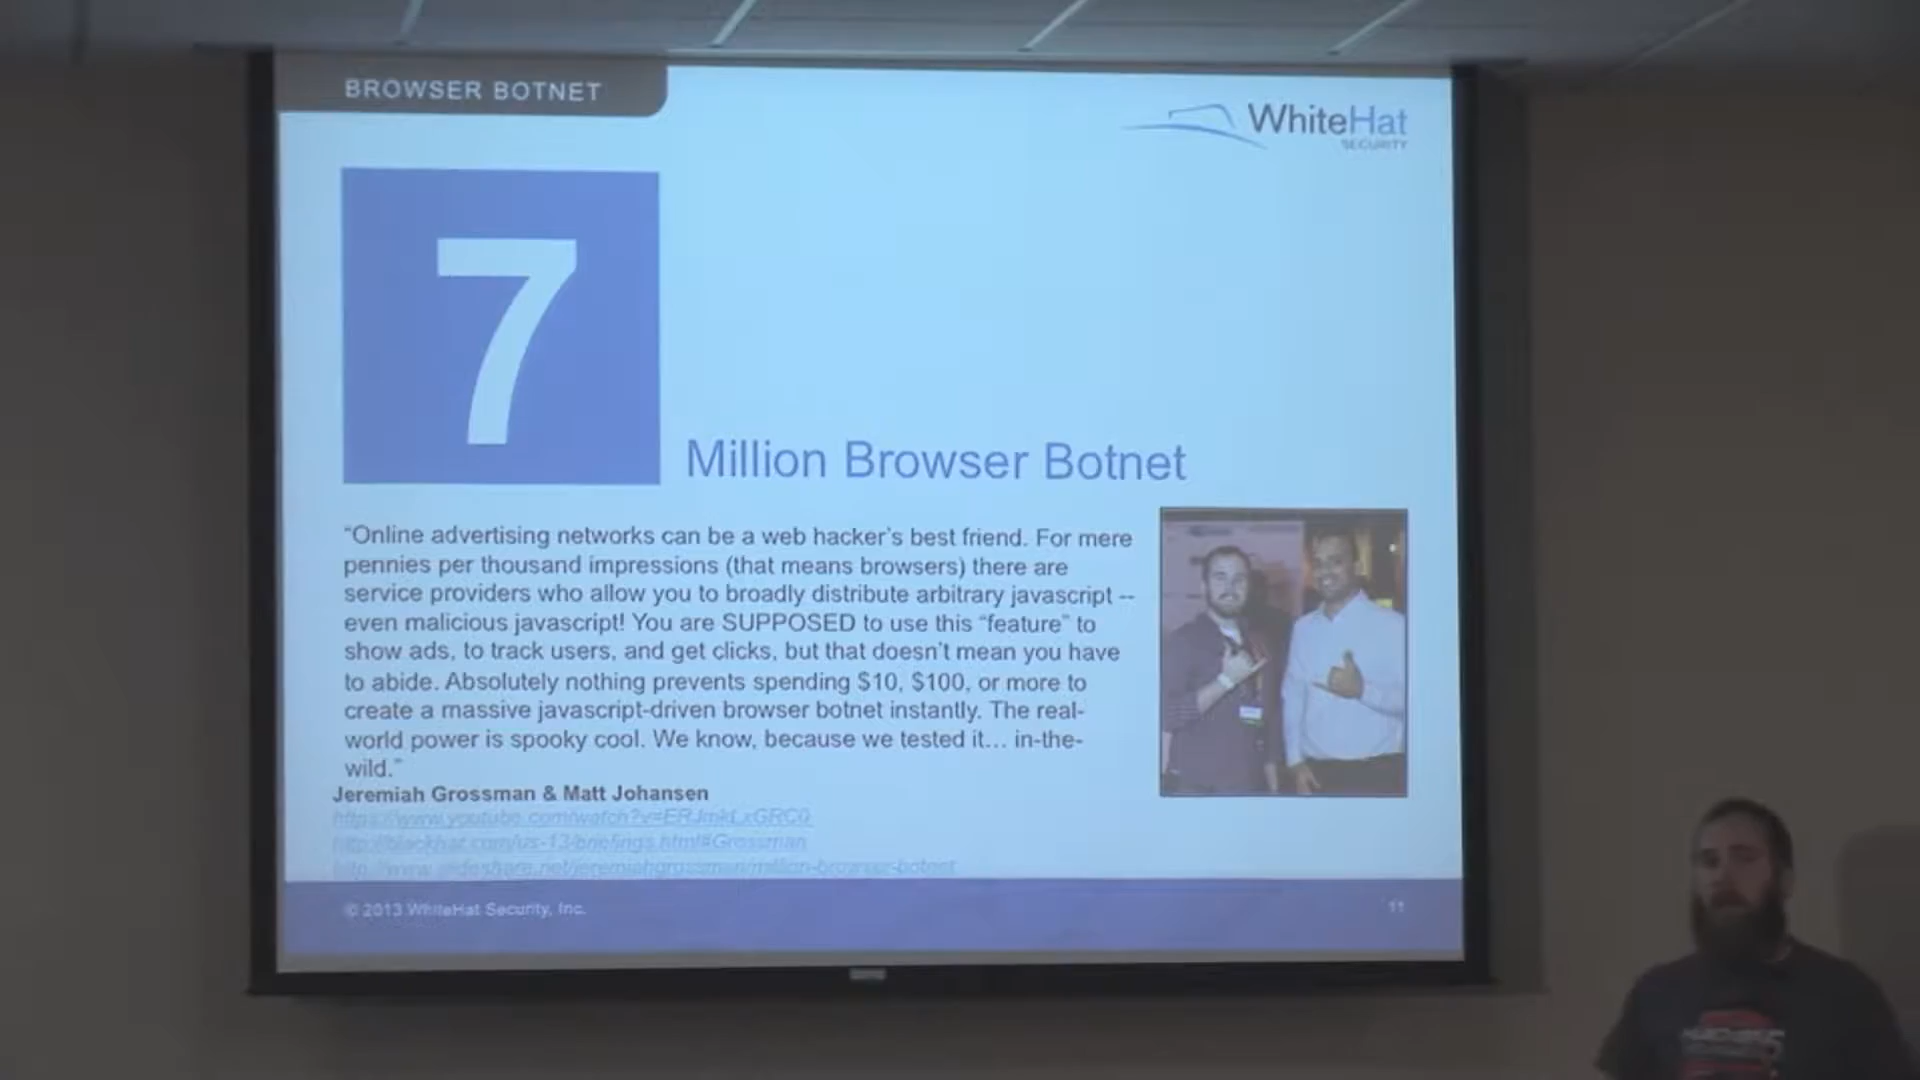 BROWSER BOTNET
WhiteHat
SECURITY
7
Million Browser Botnet
“Online advertising networks can be a web hacker’s best friend. For mere
pennies per thousand impressions (that means browsers) there are
service providers who allow you to broadly distribute arbitrary javascript --
even malicious javascript! You are SUPPOSED to use this “feature” to
show ads, to track users, and get clicks, but that doesn’t mean you have
to abide. Absolutely nothing prevents spending $10, $100, or more to
create a massive javascript-driven browser botnet instantly. The real-
world power is spooky cool. We know, because we tested it… in-the-
wild.”
Jeremiah Grossman & Matt Johansen
http://blackhat.com/us-13/briefings.html#Grossman
http://www.slideshare.net/jeremiahgrossman/million-browser-botnet
© 2013 WhiteHat Security, Inc.
11